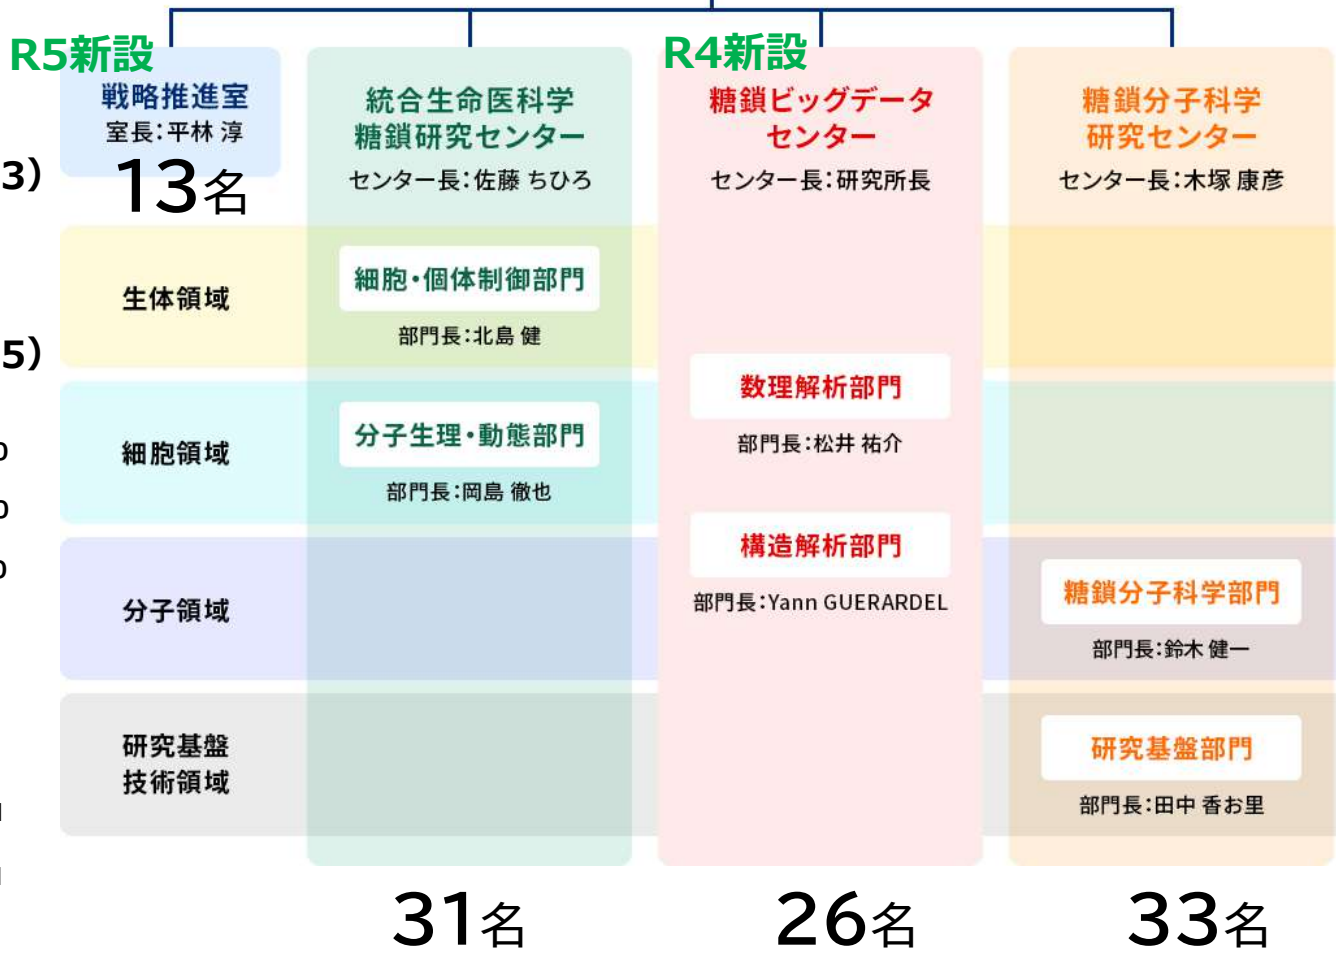 R5新設
戦略推進室
室長：平林 淳
13名
統合生命医科学
糖鎖研究センター
センター長：佐藤 ちひろ
R4新設
糖鎖ビッグデータ
センター
センター長：研究所長
糖鎖分子科学
研究センター
センター長：木塚 康彦
3）
5）
生体領域
細胞・個体制御部門
部門長：北島 健
細胞領域
分子生理・動態部門
部門長：岡島 徹也
数理解析部門
部門長：松井 祐介
分子領域
構造解析部門
部門長：Yann GUERARDEL
糖鎖分子科学部門
部門長：鈴木 健一
研究基盤
技術領域
研究基盤部門
部門長：田中 香お里
31名
26名
33名